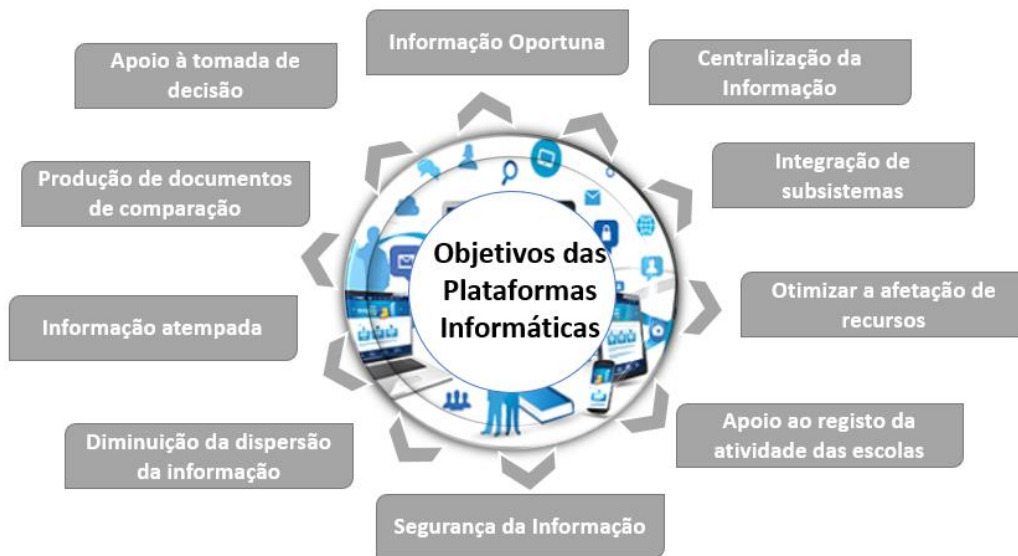 Informação Oportuna
Centralização da
Informação
Integração de
subsistemas
Otimizar a afetação de
recursos
Apoio ao registo da
atividade das escolas
Segurança da Informação
Diminuição da dispersão
da informação
Informação atempada
Produção de documentos
de comparação
Apoio à tomada de
decisão
Objetivos das
Plataformas
Informáticas